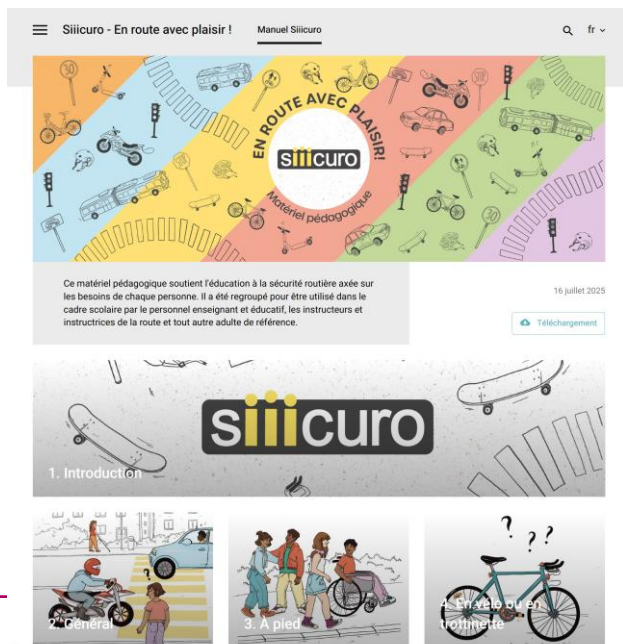 Siiicuro - En route avec plaisir !
Manuel Siiicuro
fr
EN ROUTE AVEC PLAISIR!
siiicuro
Matériel pédagogique
30
STOP
30
Ce matériel pédagogique soutient l'éducation à la sécurité routière axée sur
les besoins de chaque personne. Il a été regroupé pour être utilisé dans le
cadre scolaire par le personnel enseignant et éducatif, les instructeurs et
instructrices de la route et tout autre adulte de référence.
16 juillet 2025
Téléchargement
siiicuro
1. Introduction
? ? ?
?
2. Général
3. À pied
4. En vélo ou en
trottinette